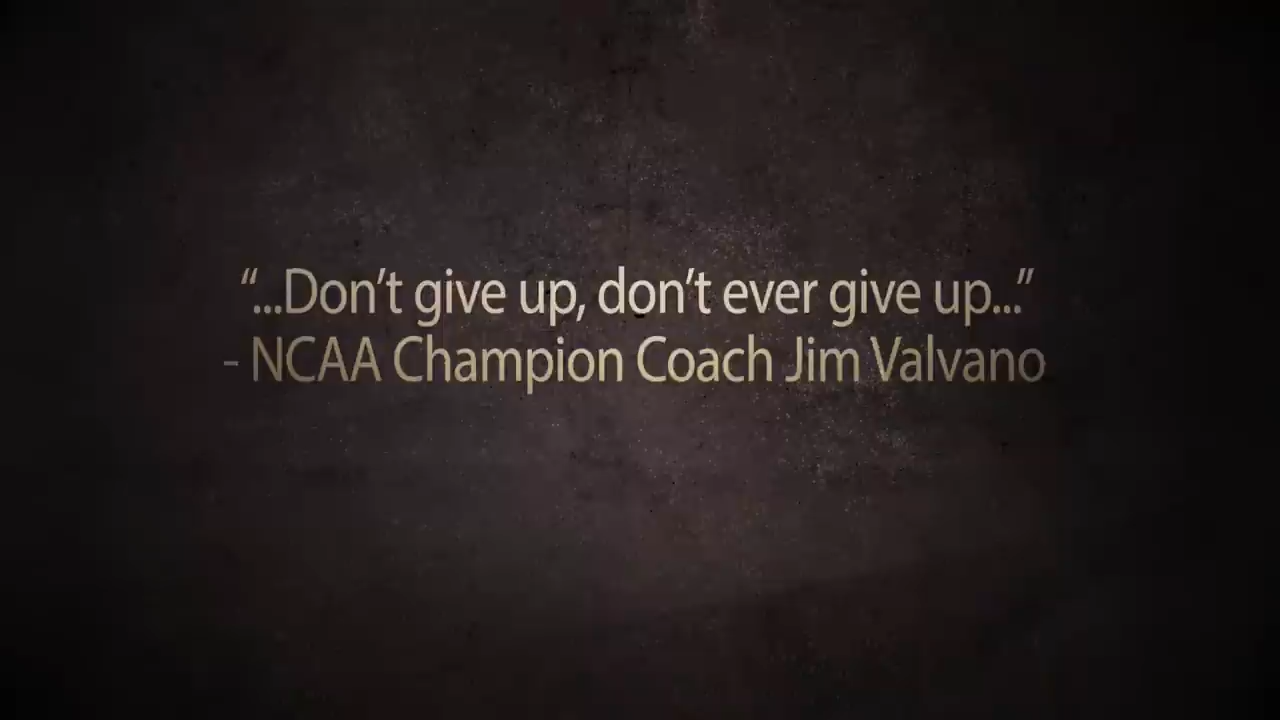 “...Don’t give up, don’t ever give up...”
- NCAA Champion Coach Jim Valvano